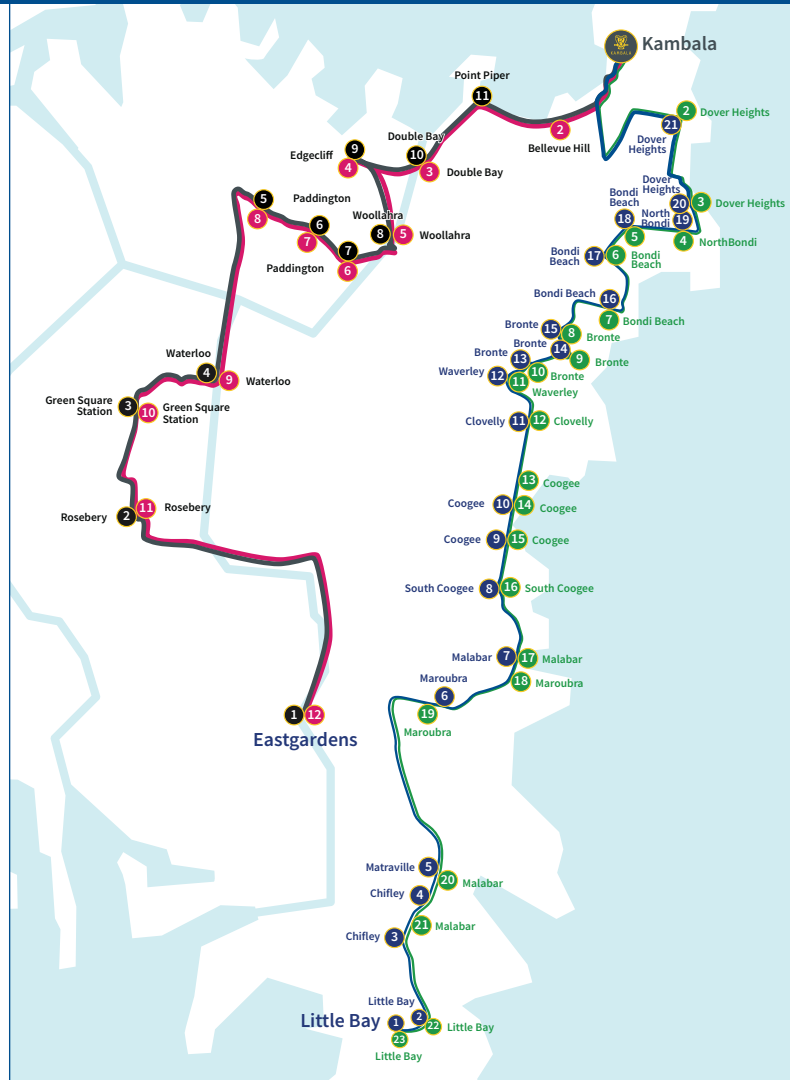 KAMBALA
Kambala
Point Piper
11
2
Bellevue Hill
2
Dover Heights
21
Dover
Heights
Double Bay
10
3
Double Bay
Edgecliff
9
4
Dover
Heights
20
3
Dover Heights
Bondi
Beach
18
North
Bondi
19
5
4
NorthBondi
5
8
Paddington
6
7
Woollahra
8
5
Woollahra
7
Paddington
6
Bondi
Beach
17
6
Bondi
Beach
Bondi Beach
16
7
Bondi Beach
Bronte
15
8
Bronte
Bronte
14
9
Bronte
Bronte
13
10
Bronte
Waverley
12
11
Waverley
Waterloo
4
9
Waterloo
Green Square
Station
3
10
Green Square
Station
Clovelly
11
12
Clovelly
13
Coogee
Coogee
10
14
Coogee
Rosebery
2
11
Rosebery
Coogee
9
15
Coogee
South Coogee
8
16
South Coogee
Malabar
7
17
Malabar
Maroubra
6
18
Maroubra
19
Maroubra
1
12
Eastgardens
Matraville
5
20
Malabar
Chifley
4
21
Malabar
Chifley
3
Little Bay
2
Little Bay
1
22
Little Bay
23
Little Bay